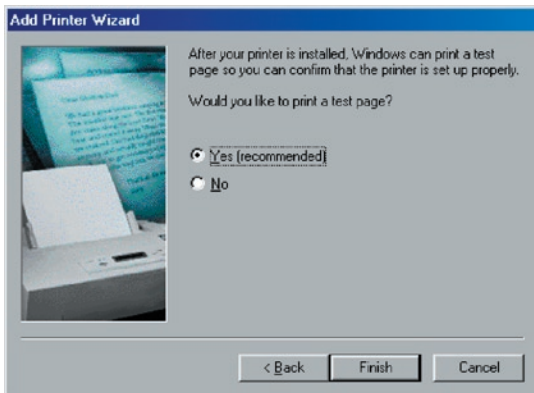 Add Printer Wizard
After your printer is installed, Windows can print a test
page so you can confirm that the printer is set up properly.
Would you like to print a test page?
Yes (recommended)
No
< Back
Finish
Cancel